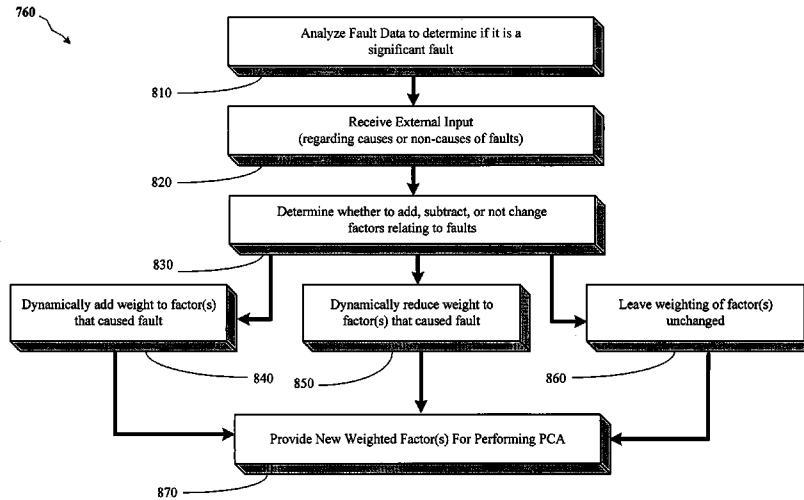 760
Analyze Fault Data to determine if it is a
significant fault
810
Receive External Input
(regarding causes or non-causes of faults)
820
Determine whether to add, subtract, or not change
factors relating to faults
830
Dynamically add weight to factor(s)
that caused fault
840
Dynamically reduce weight to
factor(s) that caused fault
850
Leave weighting of factor(s)
unchanged
860
Provide New Weighted Factor(s) For Performing PCA
870